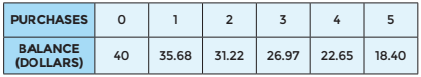 PURCHASES 0 1 2 3 4 5
BALANCE
(DOLLARS) 40 35.68 31.22 26.97 22.65 18.40